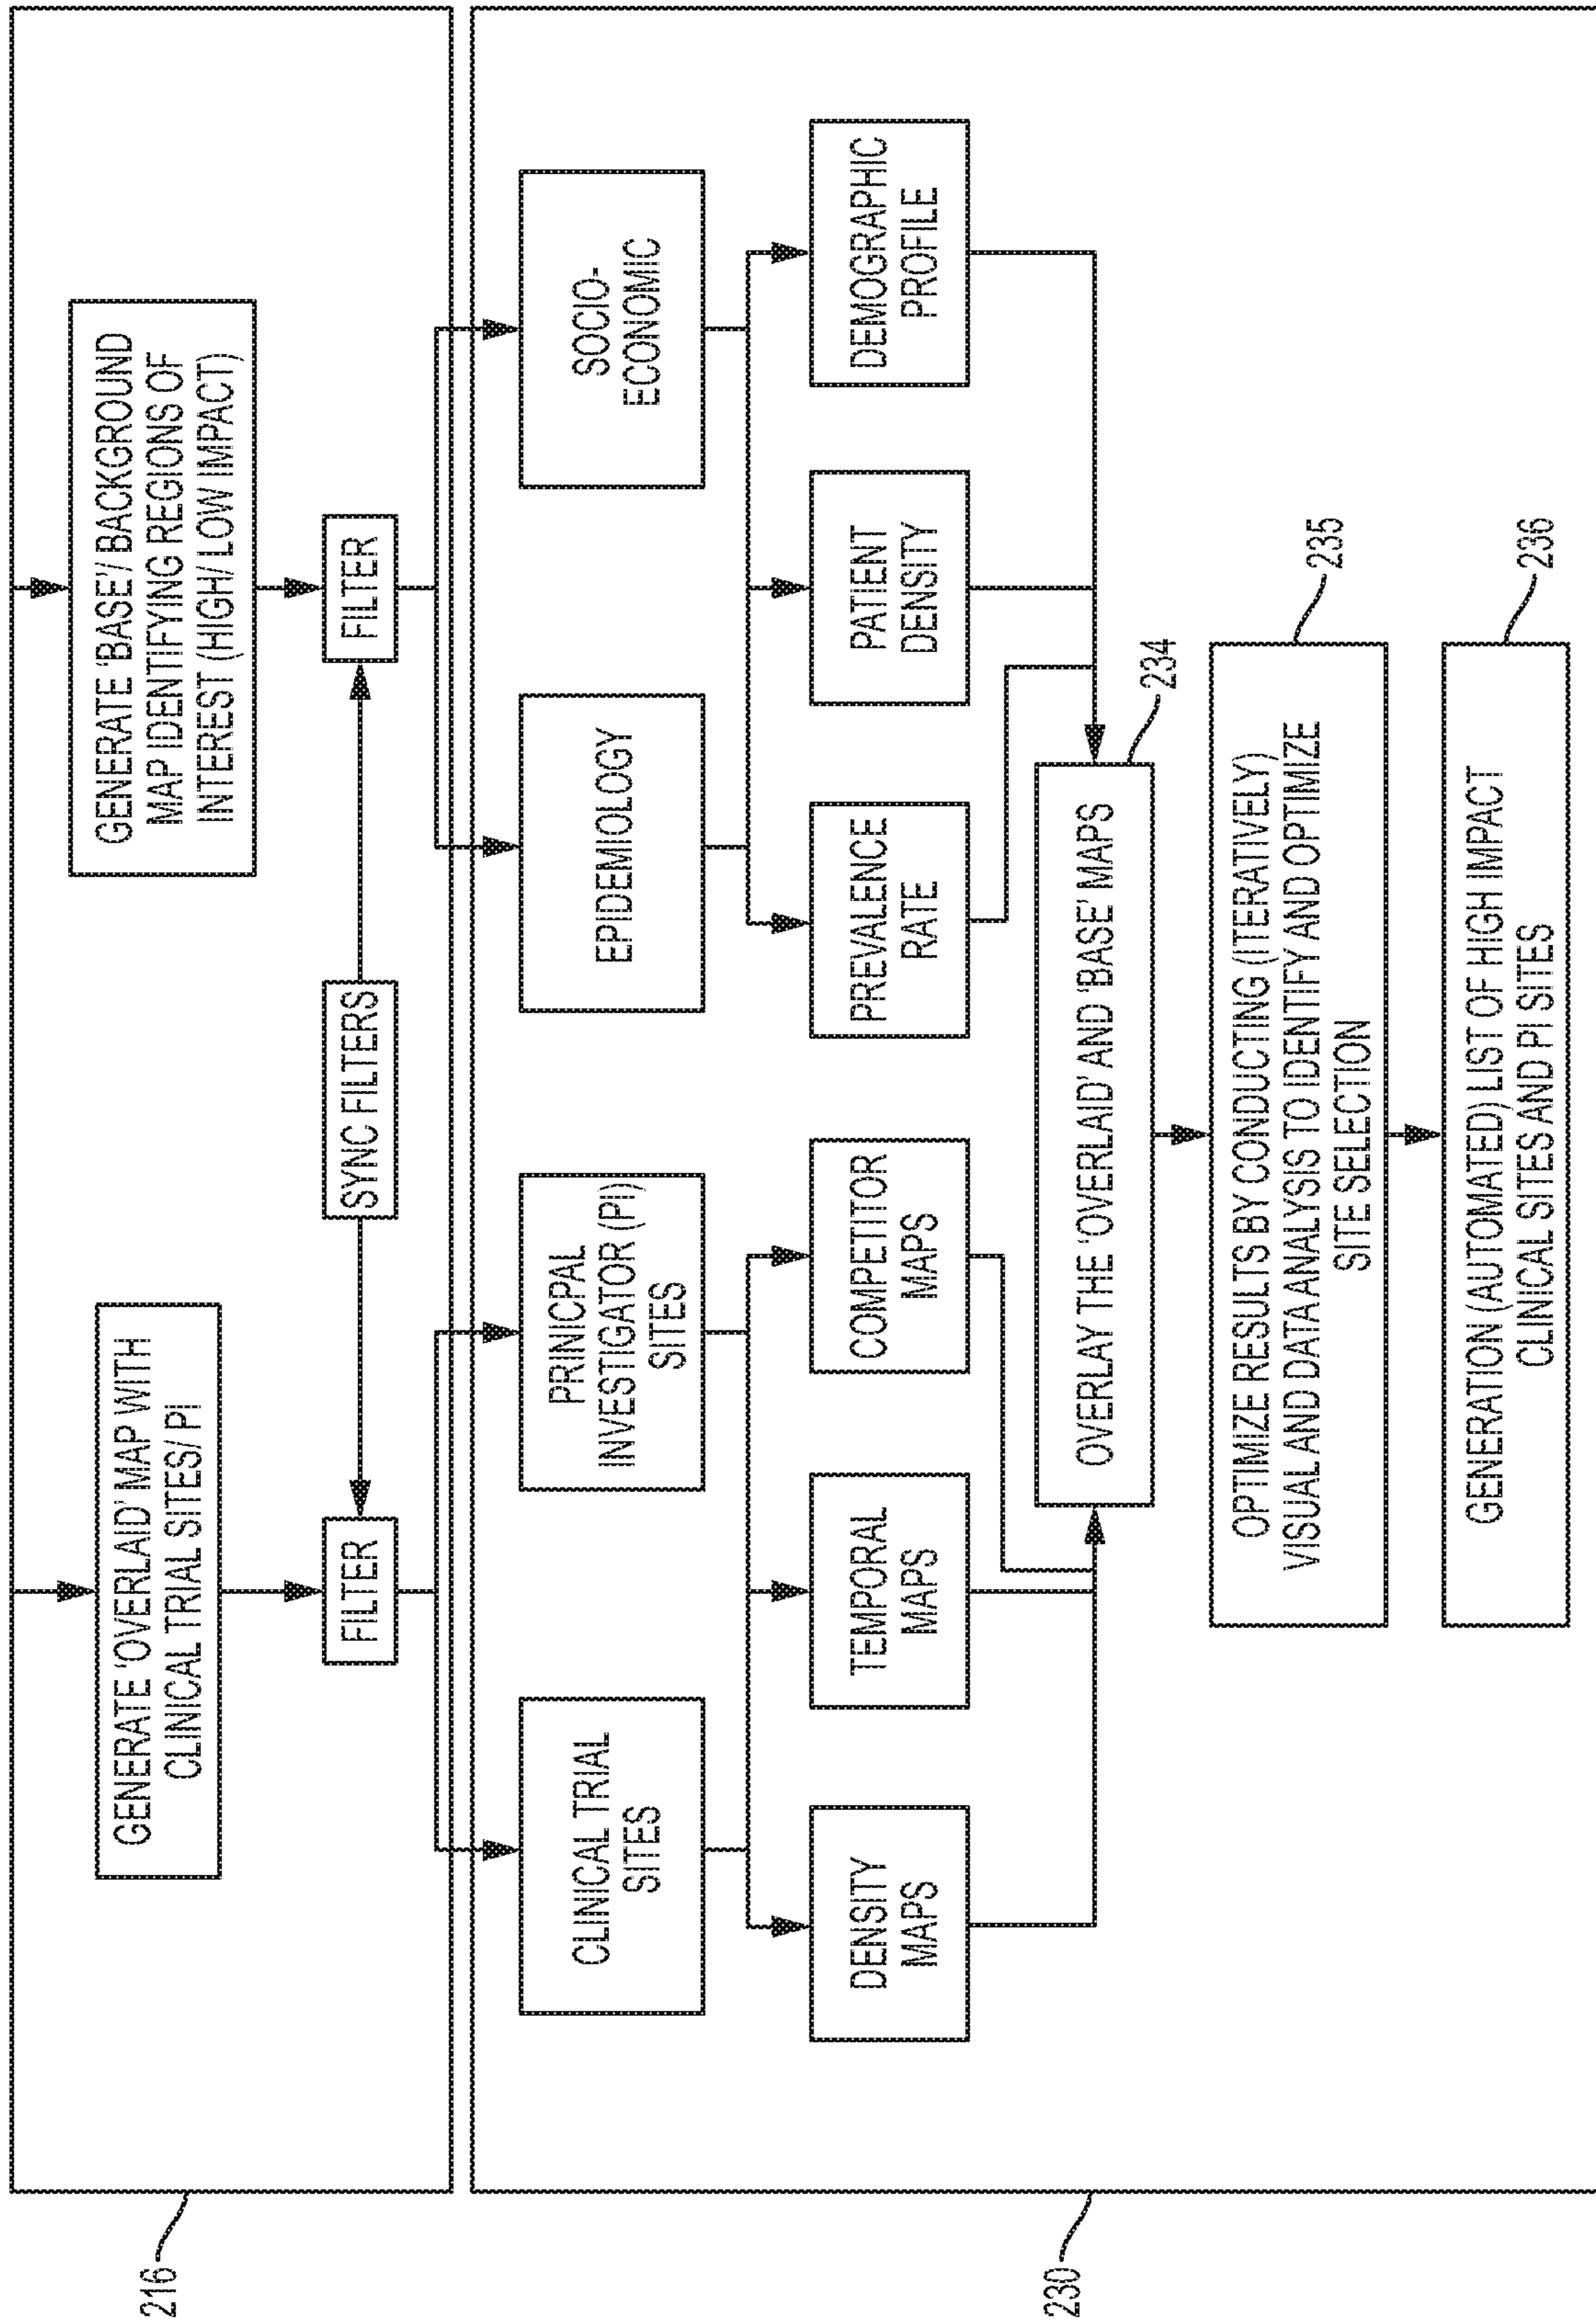 216
GENERATE 'OVERLAID' MAP WITH
CLINICAL TRIAL SITES/ PI
GENERATE 'BASE'/ BACKGROUND
MAP IDENTIFYING REGIONS OF
INTEREST (HIGH/ LOW IMPACT)
FILTER
SYNC FILTERS
FILTER
230
CLINICAL TRIAL
SITES
PRINICPAL
INVESTIGATOR (PI)
SITES
EPIDEMIOLOGY
SOCIO-
ECONOMIC
DENSITY
MAPS
TEMPORAL
MAPS
COMPETITOR
MAPS
PREVALENCE
RATE
PATIENT
DENSITY
DEMOGRAPHIC
PROFILE
OVERLAY THE 'OVERLAID' AND 'BASE' MAPS
234
OPTIMIZE RESULTS BY CONDUCTING (ITERATIVELY)
VISUAL AND DATA ANALYSIS TO IDENTIFY AND OPTIMIZE
SITE SELECTION
235
GENERATION (AUTOMATED) LIST OF HIGH IMPACT
CLINICAL SITES AND PI SITES
236